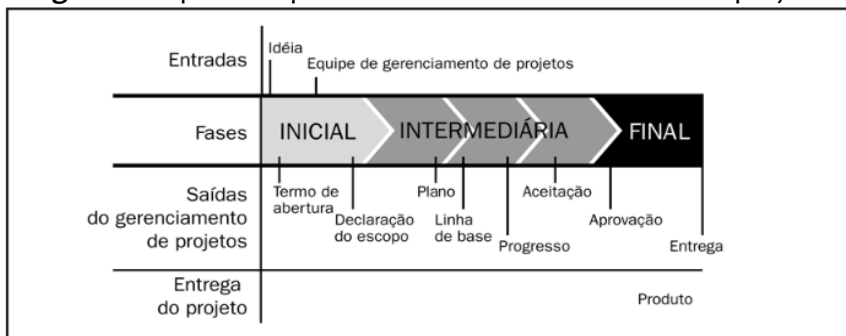 Entradas
Idéia
Equipe de gerenciamento de projetos
Fases
INICIAL
INTERMEDIÁRIA
FINAL
Saídas
do gerenciamento
de projetos
Termo de
abertura
Declaração
do escopo
Plano
Linha
de base
Progresso
Aceitação
Aprovação
Entrega
Entrega
do projeto
Produto